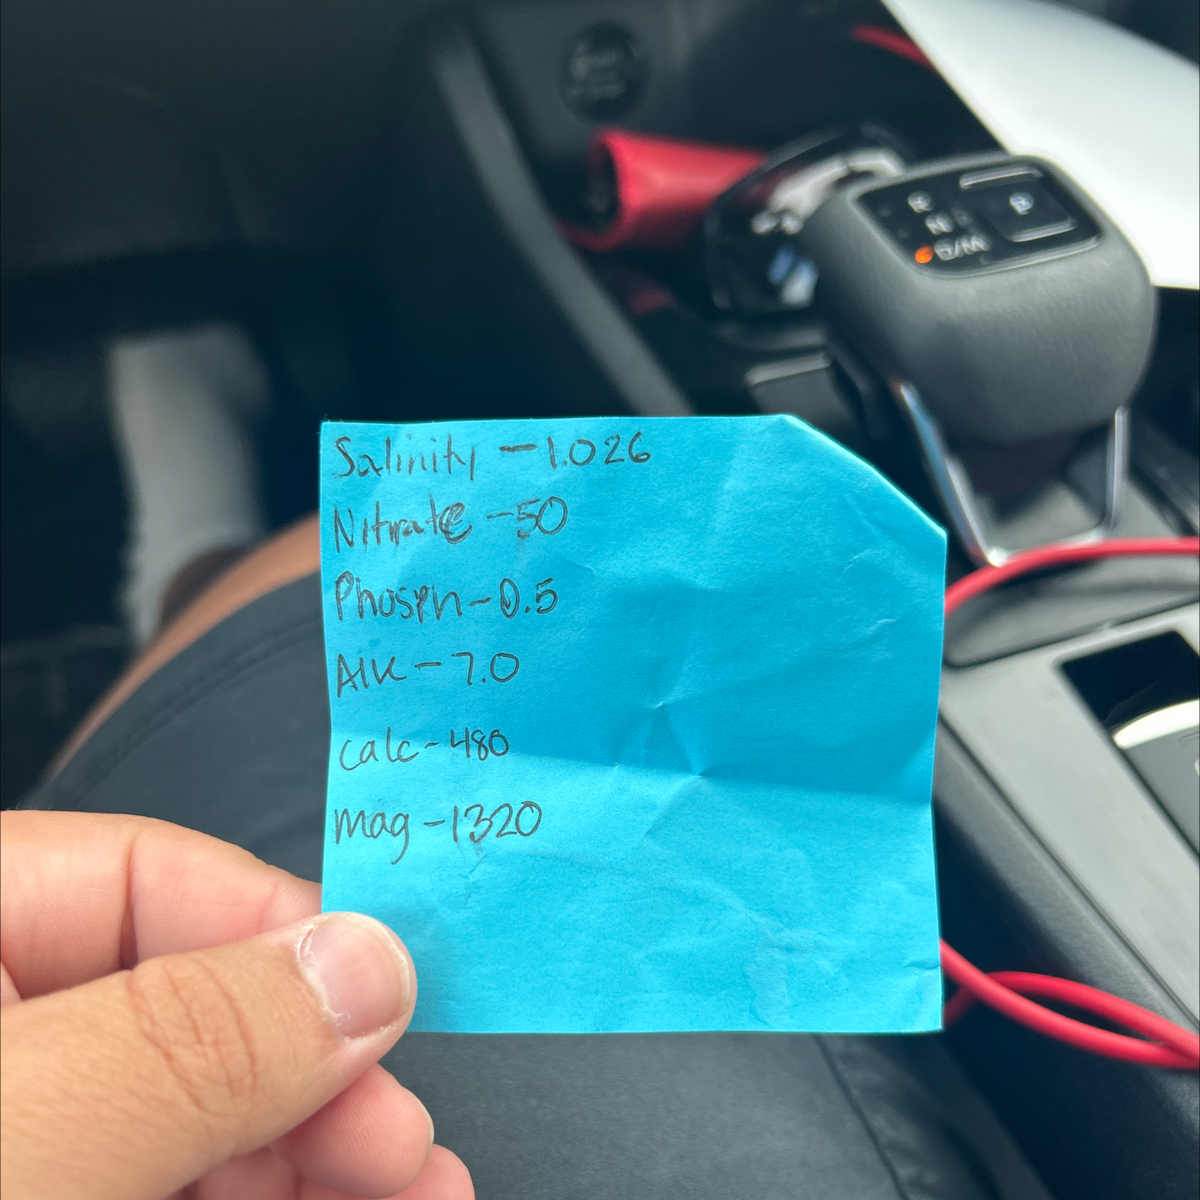 Salinity - 1.026
Nitrate - 50
Phosph - 0.5
Alk - 7.0
calc - 480
mag - 1320
R
N
D/M
P